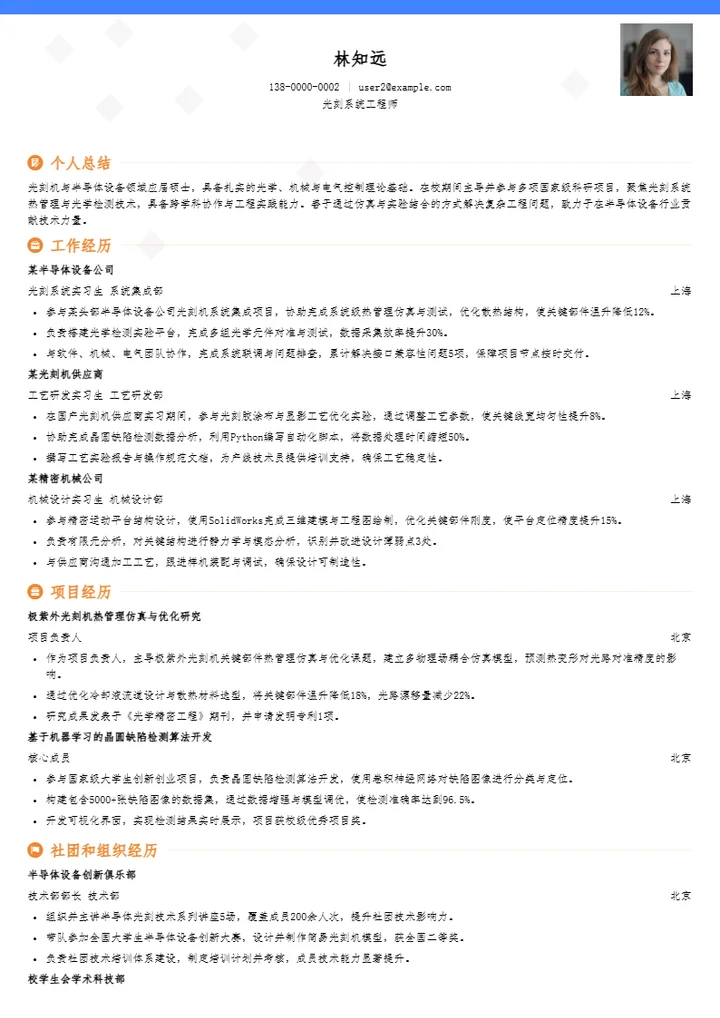 林知远
138-0000-0002 | user2@example.com
光刻系统工程师
个人总结
光刻机与半导体设备领域应届硕士，具备扎实的光学、机械与电气控制理论基础。在校期间主导并参与多项国家级科研项目，聚焦光刻系统
热管理与光学检测技术，具备跨学科协作与工程实践能力。善于通过仿真与实验结合的方式解决复杂工程问题，致力于在半导体设备行业贡
献技术力量。
工作经历
某半导体设备公司
光刻系统实习生 系统集成部 上海
• 参与某头部半导体设备公司光刻机系统集成项目，协助完成系统级热管理仿真与测试，优化散热结构，使关键部件温升降低12%。
• 负责搭建光学检测实验平台，完成多组光学元件对准与测试，数据采集效率提升30%。
• 与软件、机械、电气团队协作，完成系统联调与问题排查，累计解决接口兼容性问题5项，保障项目节点按时交付。
某光刻机供应商
工艺研发实习生 工艺研发部 上海
• 在国产光刻机供应商实习期间，参与光刻胶涂布与显影工艺优化实验，通过调整工艺参数，使关键线宽均匀性提升8%。
• 协助完成晶圆缺陷检测数据分析，利用Python编写自动化脚本，将数据处理时间缩短50%。
• 撰写工艺实验报告与操作规范文档，为产线技术员提供培训支持，确保工艺稳定性。
某精密机械公司
机械设计实习生 机械设计部 上海
• 参与精密运动平台结构设计，使用SolidWorks完成三维建模与工程图绘制，优化关键部件刚度，使平台定位精度提升15%。
• 负责有限元分析，对关键结构进行静力学与模态分析，识别并改进设计薄弱点3处。
• 与供应商沟通加工工艺，跟进样机装配与调试，确保设计可制造性。
项目经历
极紫外光刻机热管理仿真与优化研究
项目负责人 北京
• 作为项目负责人，主导极紫外光刻机关键部件热管理仿真与优化课题，建立多物理场耦合仿真模型，预测热变形对光路对准精度的影
响。
• 通过优化冷却液流道设计与散热材料选型，将关键部件温升降低18%，光路漂移量减少22%。
• 研究成果发表于《光学精密工程》期刊，并申请发明专利1项。
基于机器学习的晶圆缺陷检测算法开发
核心成员 北京
• 参与国家级大学生创新创业项目，负责晶圆缺陷检测算法开发，使用卷积神经网络对缺陷图像进行分类与定位。
• 构建包含5000+张缺陷图像的数据集，通过数据增强与模型调优，使检测准确率达到96.5%。
• 开发可视化界面，实现检测结果实时展示，项目获校级优秀项目奖。
社团和组织经历
半导体设备创新俱乐部
技术部部长 技术部 北京
• 组织并主讲半导体光刻技术系列讲座5场，覆盖成员200余人次，提升社团技术影响力。
• 带队参加全国大学生半导体设备创新大赛，设计并制作简易光刻机模型，获全国二等奖。
• 负责社团技术培训体系建设，制定培训计划并考核，成员技术能力显著提升。
校学生会学术科技部